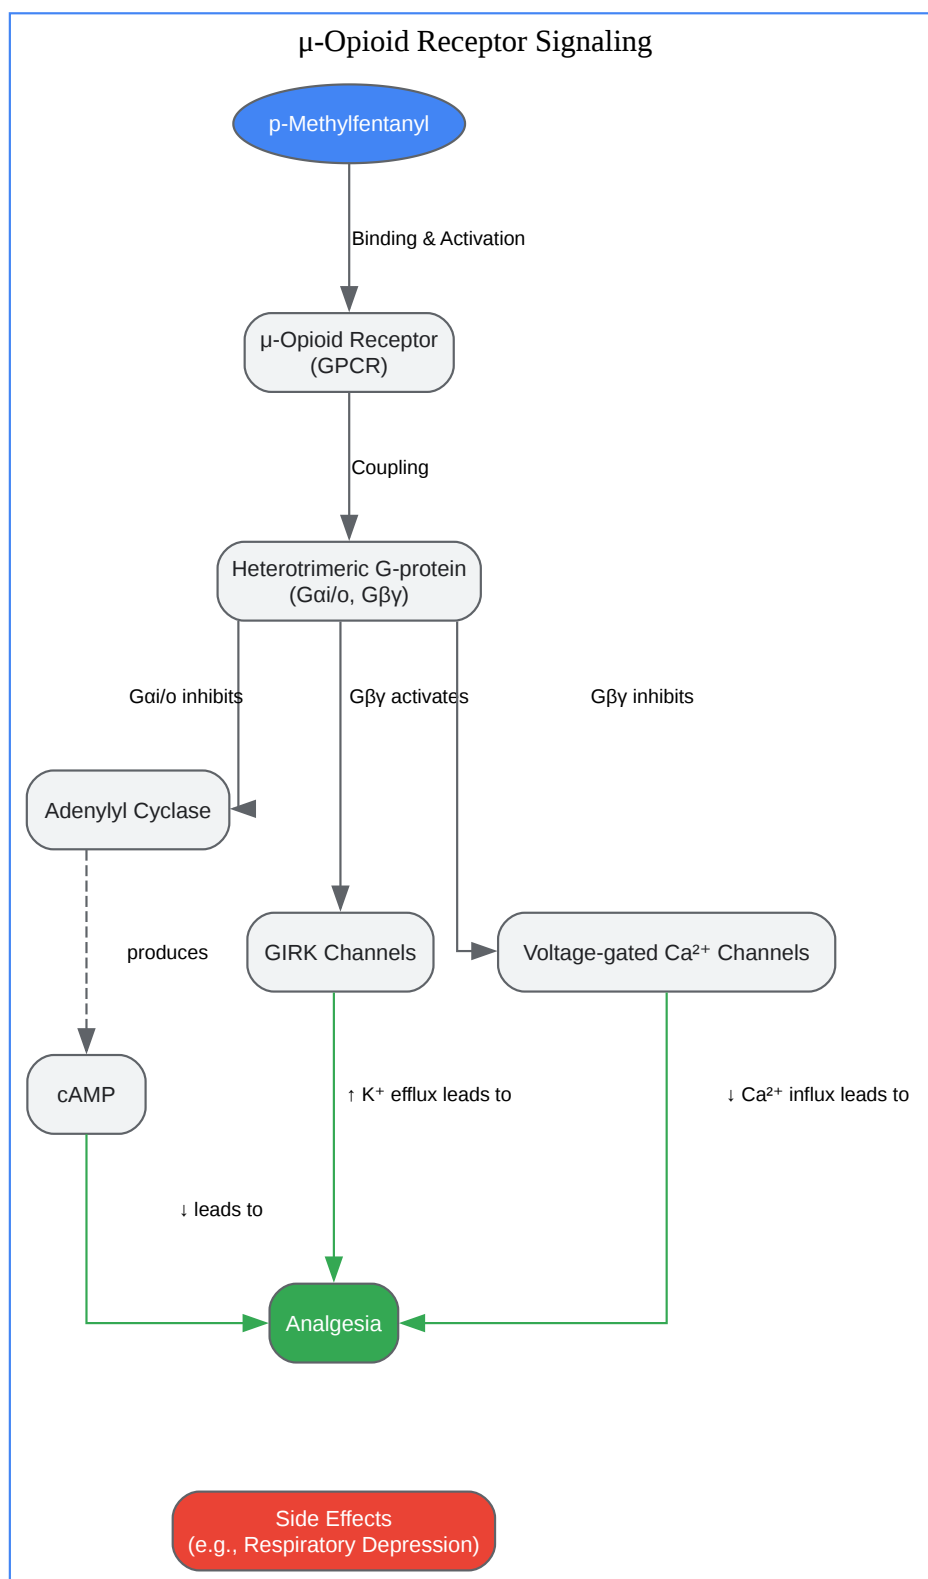 μ-Opioid Receptor Signaling
p-Methylfentanyl
Binding & Activation
μ-Opioid Receptor
(GPCR)
Coupling
Heterotrimeric G-protein
(Gαi/o, Gβγ)
Gαi/o inhibits
Gβγ activates
Gβγ inhibits
Adenylyl Cyclase
produces
GIRK Channels
Voltage-gated Ca²⁺ Channels
cAMP
↑ K⁺ efflux leads to
↓ Ca²⁺ influx leads to
↓ leads to
Analgesia
Side Effects
(e.g., Respiratory Depression)